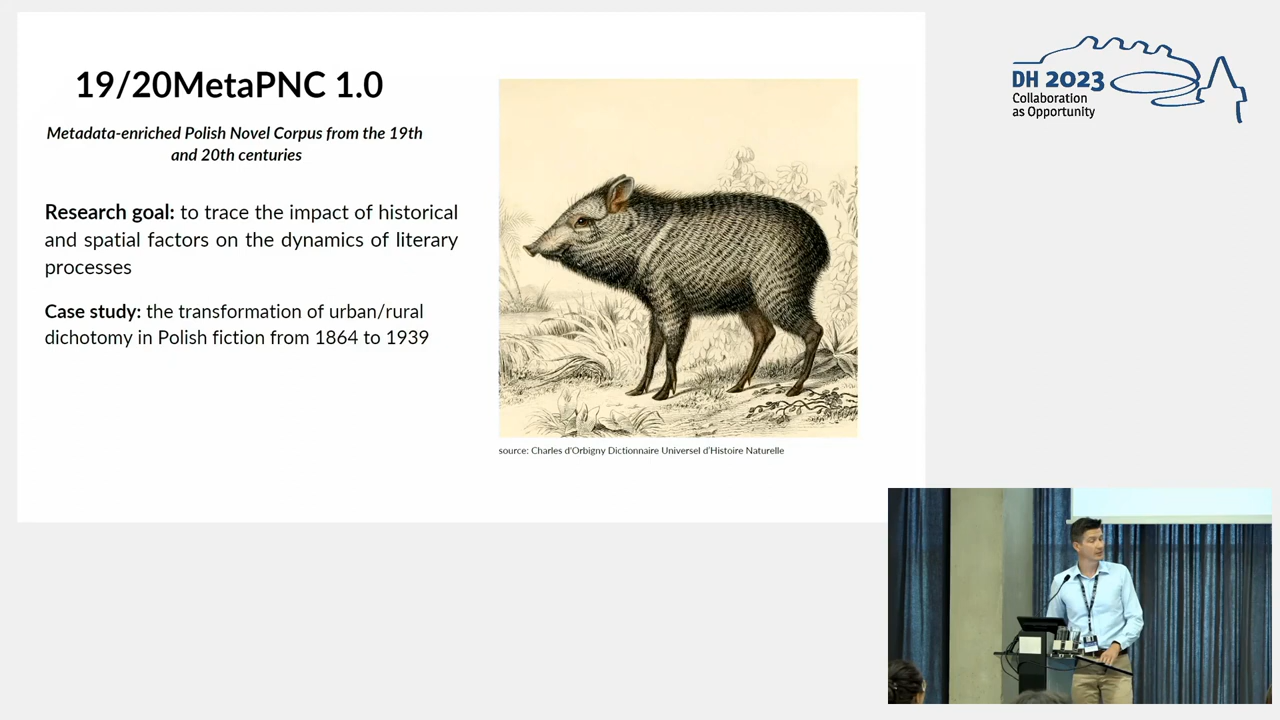 19/20MetaPNC 1.0
Metadata-enriched Polish Novel Corpus from the 19th
and 20th centuries
Research goal: to trace the impact of historical
and spatial factors on the dynamics of literary
processes
Case study: the transformation of urban/rural
dichotomy in Polish fiction from 1864 to 1939
source: Charles d'Orbigny Dictionnaire Universel d'Histoire Naturelle
DH 2023
Collaboration
as Opportunity